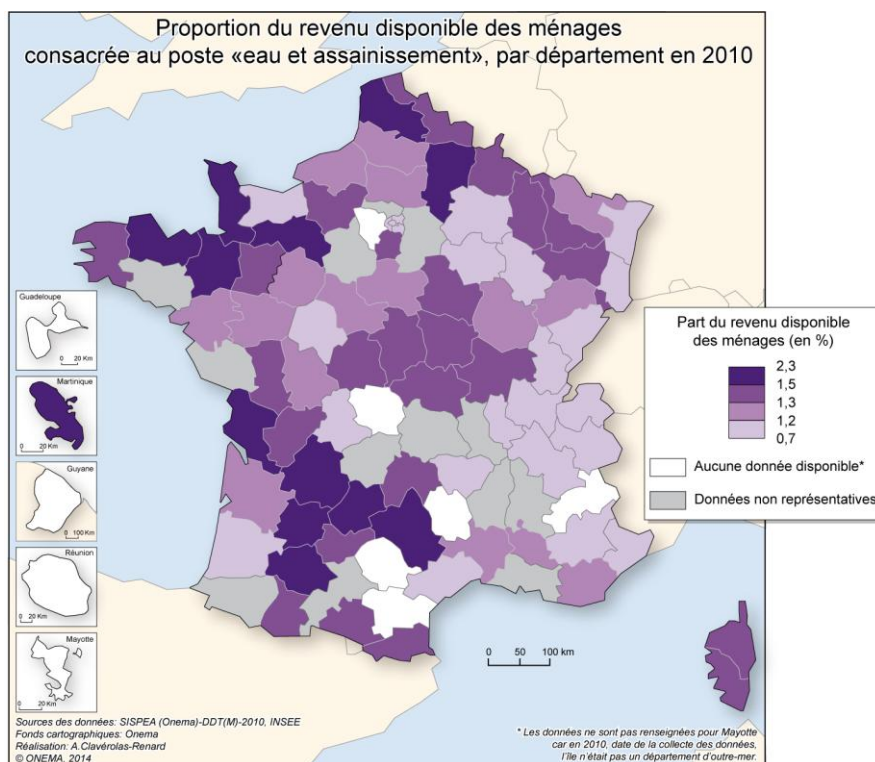 Proportion du revenu disponible des ménages
consacrée au poste «eau et assainissement», par département en 2010
Guadeloupe
0 20 Km
Martinique
0 20 Km
Guyane
0 100 Km
Réunion
0 20 Km
Mayotte
0 20 Km
Part du revenu disponible
des ménages (en %)
2,3
1,5
1,3
1,2
0,7
Aucune donnée disponible*
Données non représentatives
0 50 100 km
Sources des données: SISPEA (Onema)-DDT(M)-2010, INSEE
Fonds cartographiques: Onema
Réalisation: A.Clavérolas-Renard
© ONEMA, 2014
* Les données ne sont pas renseignées pour Mayotte
car en 2010, date de la collecte des données,
l'île n'était pas un département d'outre-mer.